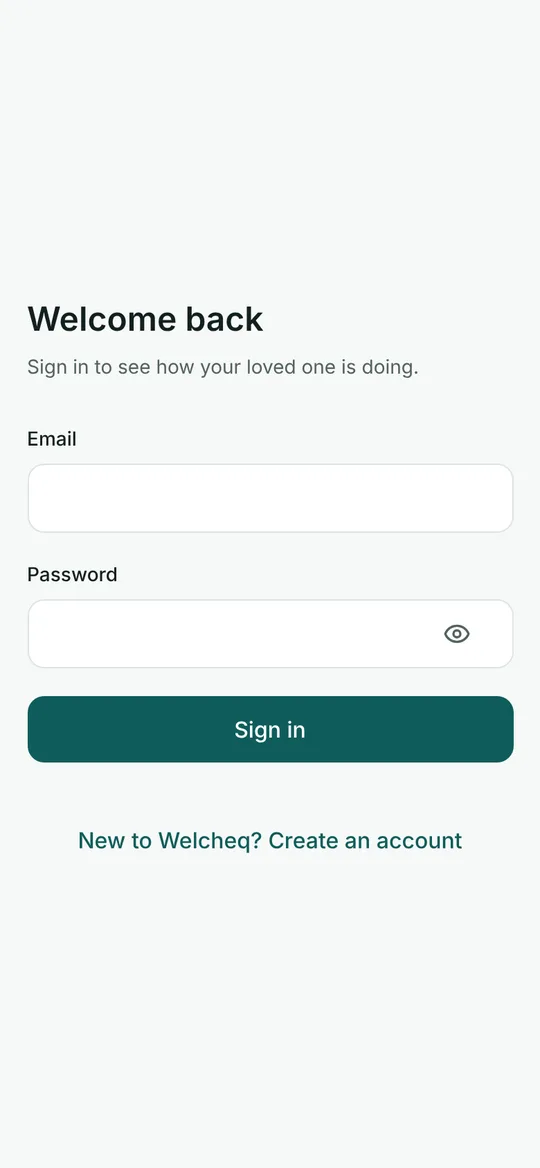 Welcome back
Sign in to see how your loved one is doing.
Email
Password
Sign in
New to Welcheq? Create an account